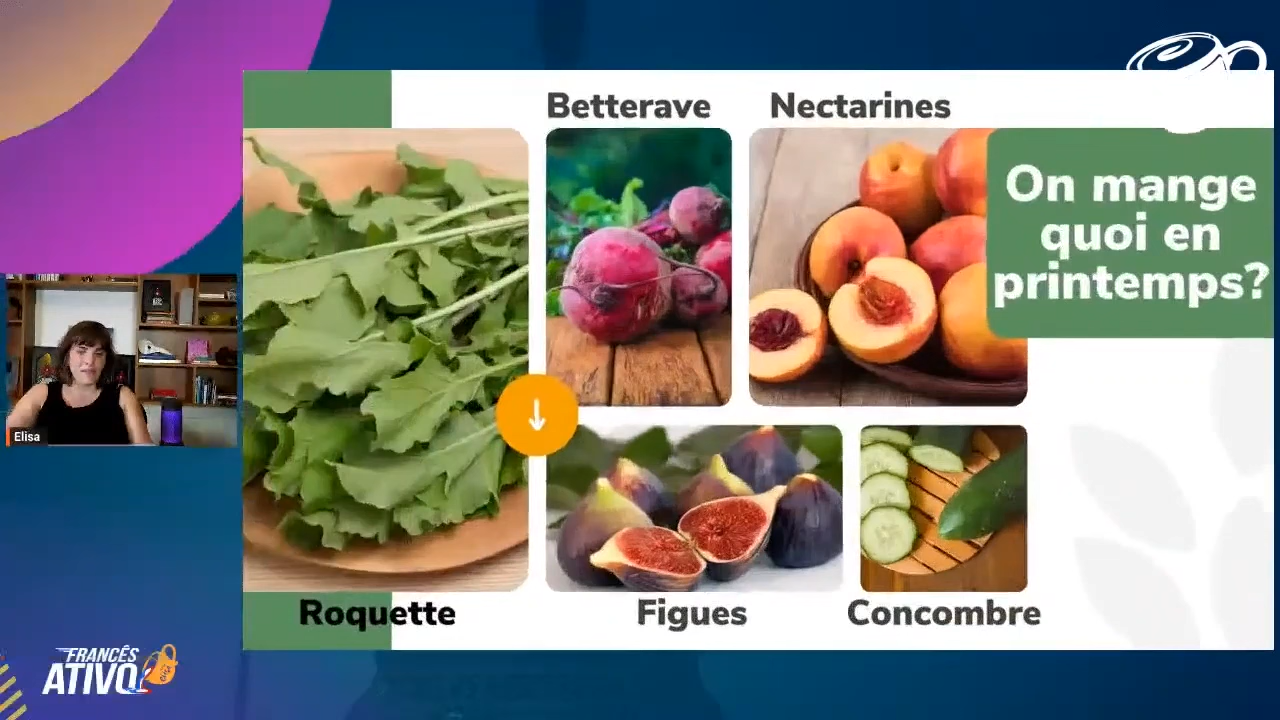 Betterave
Nectarines
On mange
quoi en
printemps?
Elisa
Roquette
Figues
Concombre
FRANCÊS
ATIVO